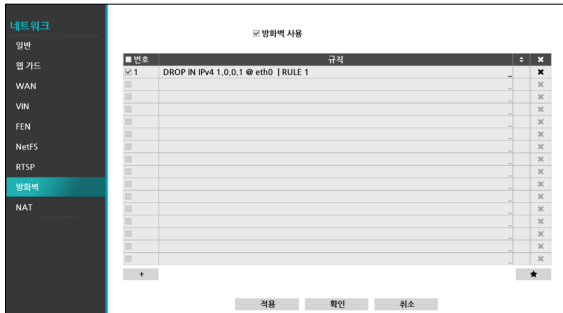 네트워크
일반
웹 가드
WAN
VIN
FEN
NetFS
RTSP
방화벽
NAT
방화벽 사용
번호 규칙
1 DROP IN IPv4 1,0,0,1 @ eth0 | RULE 1 ...
+ ★
적용 확인 취소